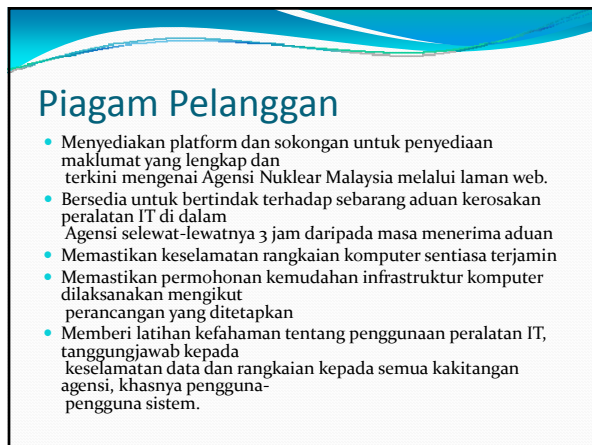 Piagam Pelanggan
• Menyediakan platform dan sokongan untuk penyediaan
maklumat yang lengkap dan
terkini mengenai Agensi Nuklear Malaysia melalui laman web.
• Bersedia untuk bertindak terhadap sebarang aduan kerosakan
peralatan IT di dalam
Agensi selewat-lewatnya 3 jam daripada masa menerima aduan
• Memastikan keselamatan rangkaian komputer sentiasa terjamin
• Memastikan permohonan kemudahan infrastruktur komputer
dilaksanakan mengikut
perancangan yang ditetapkan
• Memberi latihan kefahaman tentang penggunaan peralatan IT,
tanggungjawab kepada
keselamatan data dan rangkaian kepada semua kakitangan
agensi, khasnya pengguna-
pengguna sistem.